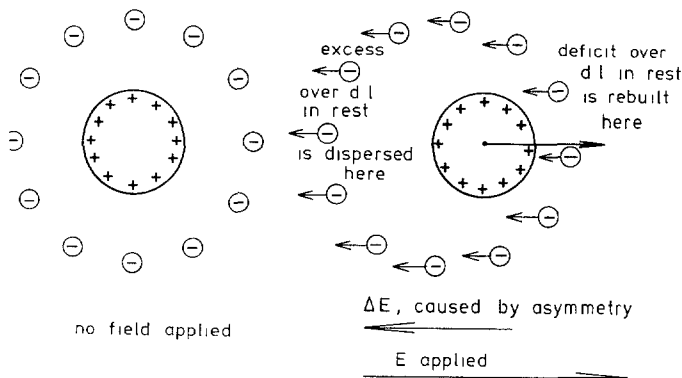 excess
over d l
in rest
is dispersed
here
deficit over
d l in rest
is rebuilt
here
no field applied
ΔE, caused by asymmetry
E applied